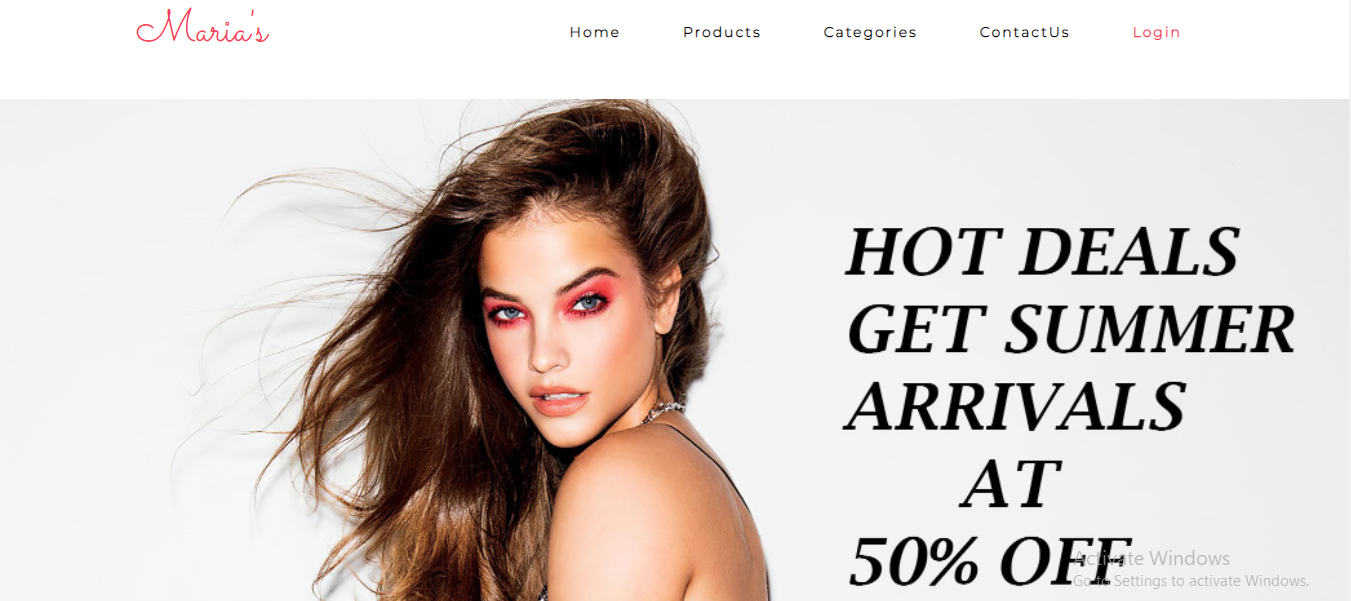 Maria's
Home Products Categories ContactUs Login
HOT DEALS
GET SUMMER
ARRIVALS
AT
50% OFF
Activate Windows
Go to Settings to activate Windows.